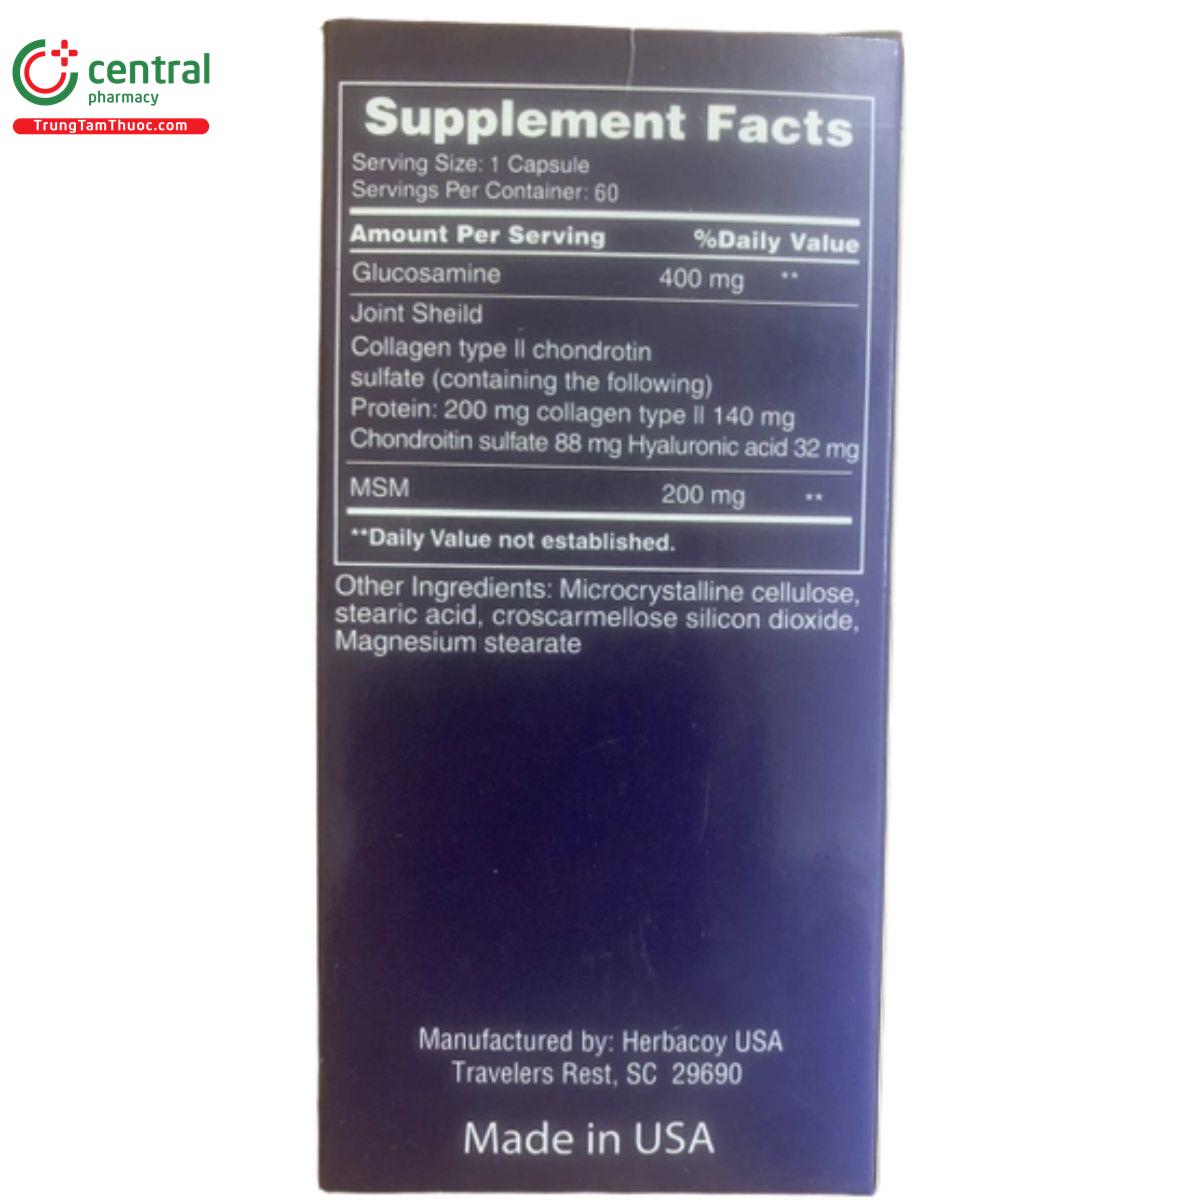 central
pharmacy
TrungTamThuoc.com
Supplement Facts
Serving Size: 1 Capsule
Servings Per Container: 60
Amount Per Serving %Daily Value
Glucosamine 400 mg **
Joint Sheild
Collagen type II chondrotin
sulfate (containing the following)
Protein: 200 mg collagen type II 140 mg
Chondroitin sulfate 88 mg Hyaluronic acid 32 mg
MSM 200 mg **
**Daily Value not established.
Other Ingredients: Microcrystalline cellulose,
stearic acid, croscarmellose silicon dioxide,
Magnesium stearate
Manufactured by: Herbacoy USA
Travelers Rest, SC 29690
Made in USA